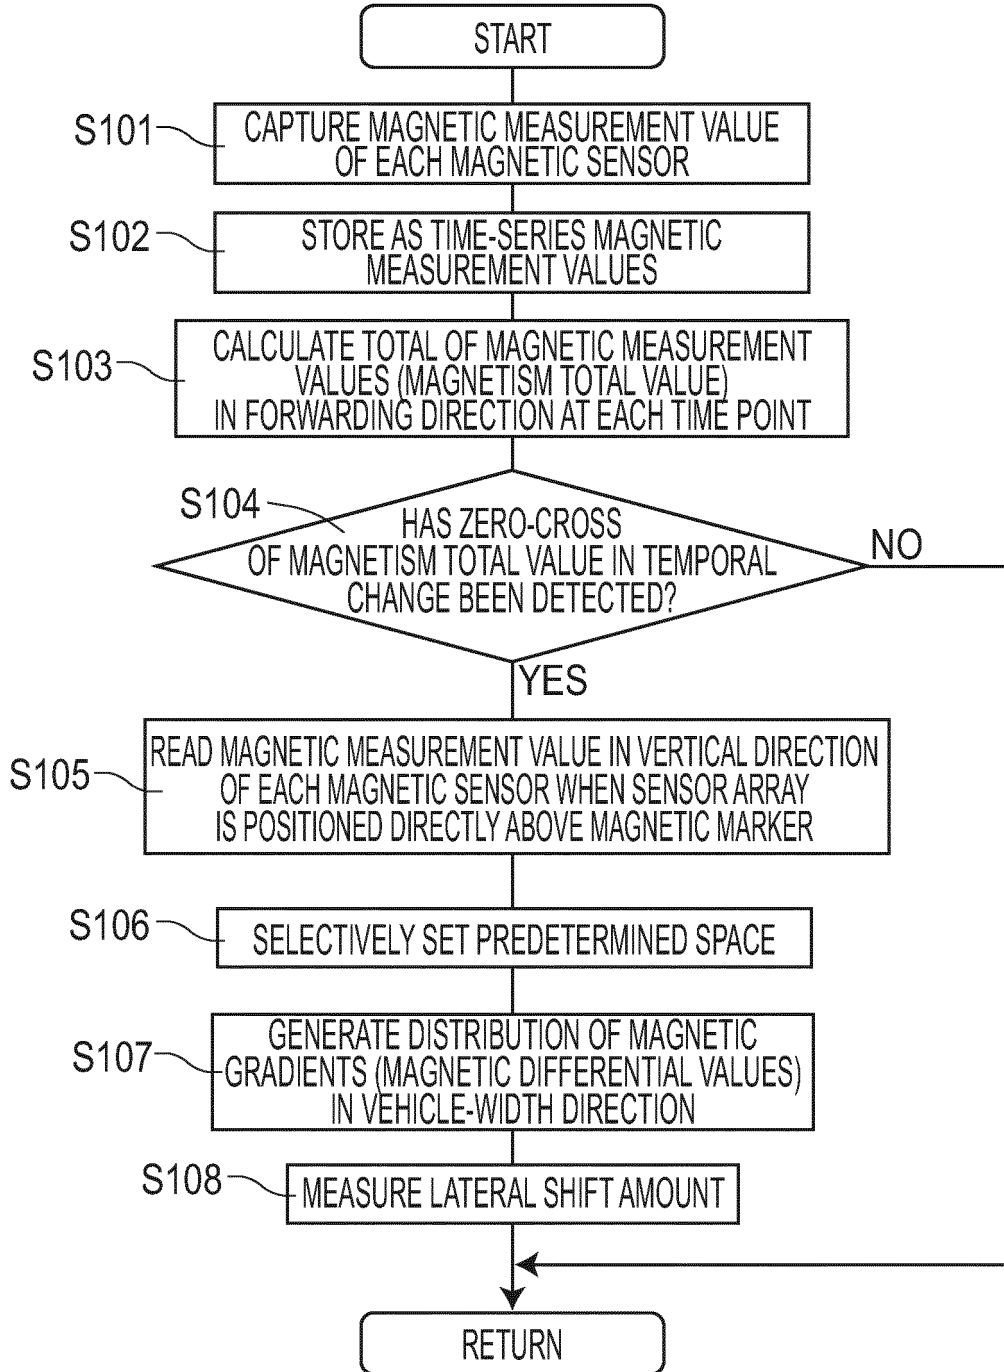 START
S101
CAPTURE MAGNETIC MEASUREMENT VALUE
OF EACH MAGNETIC SENSOR
S102
STORE AS TIME-SERIES MAGNETIC
MEASUREMENT VALUES
S103
CALCULATE TOTAL OF MAGNETIC MEASUREMENT
VALUES (MAGNETISM TOTAL VALUE)
IN FORWARDING DIRECTION AT EACH TIME POINT
S104
HAS ZERO-CROSS
OF MAGNETISM TOTAL VALUE IN TEMPORAL
CHANGE BEEN DETECTED?
NO
YES
S105
READ MAGNETIC MEASUREMENT VALUE IN VERTICAL DIRECTION
OF EACH MAGNETIC SENSOR WHEN SENSOR ARRAY
IS POSITIONED DIRECTLY ABOVE MAGNETIC MARKER
S106
SELECTIVELY SET PREDETERMINED SPACE
S107
GENERATE DISTRIBUTION OF MAGNETIC
GRADIENTS (MAGNETIC DIFFERENTIAL VALUES)
IN VEHICLE-WIDTH DIRECTION
S108
MEASURE LATERAL SHIFT AMOUNT
RETURN